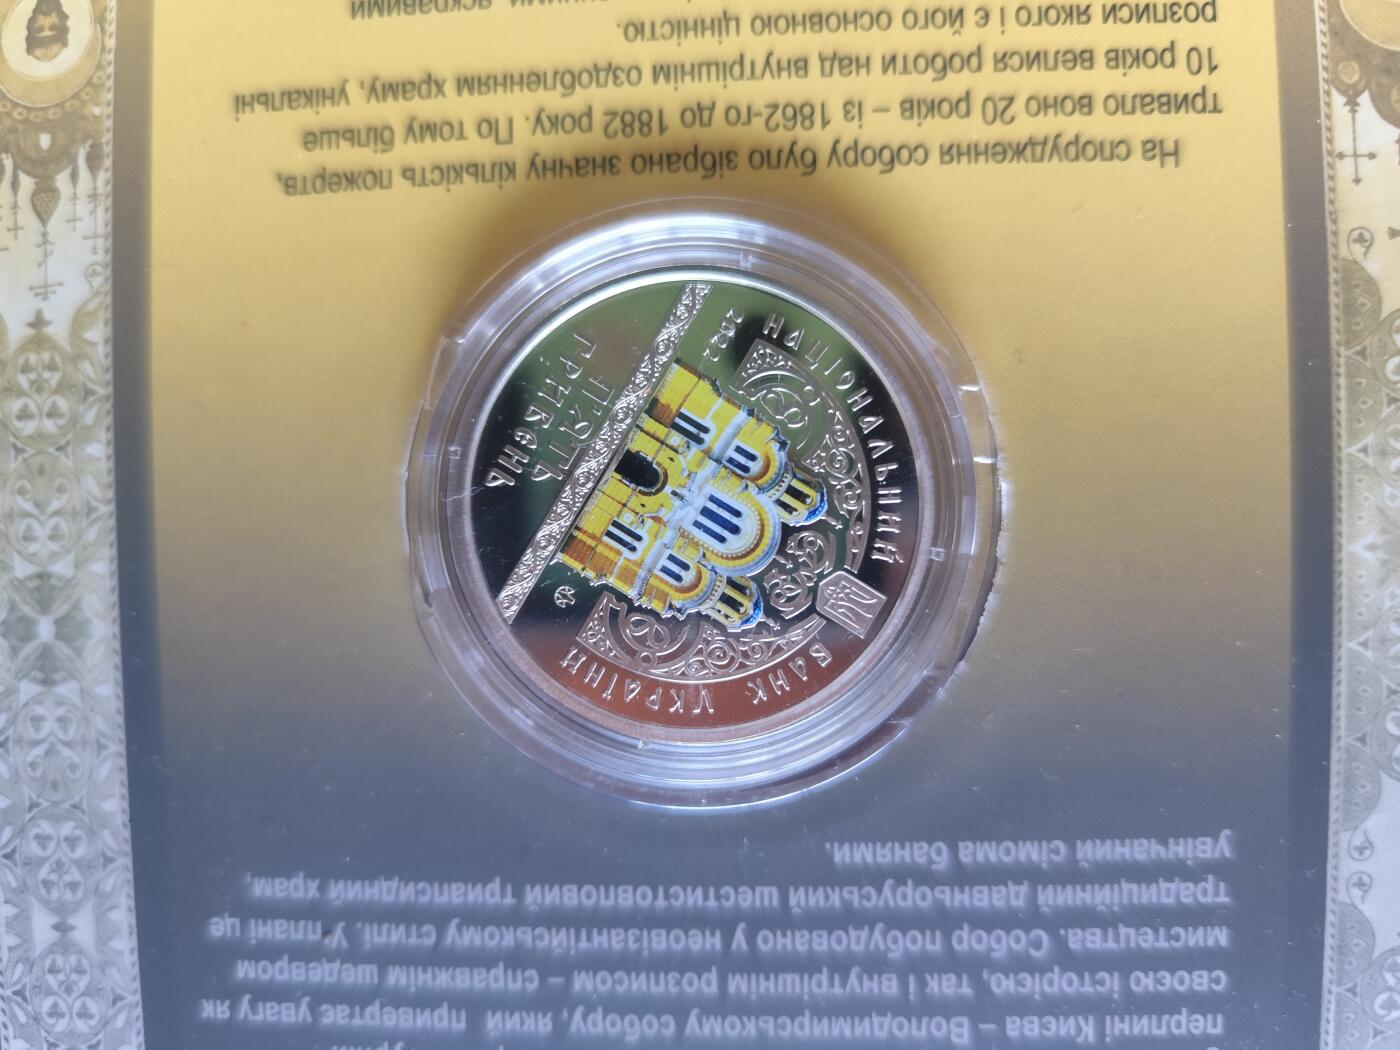 перлині Києва – Володимирському собору, який привертає увагу як
своєю історією, так і внутрішнім розписом – справжнім шедевром
мистецтва. Собор побудовано у неовізантійському стилі. У плані це
традиційний давньоруський шестистовповий триапсидний храм,
увінчаний сімома банями.
НАЦІОНАЛЬНИЙ БАНК УКРАЇНИ
2022
П'ЯТЬ
ГРИВЕНЬ
На спорудження собору було зібрано значну кількість пожертв,
тривало воно 20 років – із 1862-го до 1882 року. По тому більше
10 років велися роботи над внутрішнім оздобленням храму, унікальні
розписи якого і є його основною цінністю.
яскравими